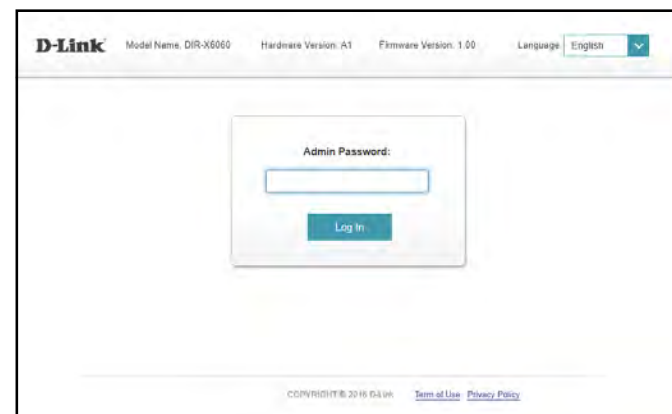 D-Link Model Name: DIR-X6060 Hardware Version: A1 Firmware Version: 1.00 Language English
Admin Password:
Log In
COPYRIGHT © 2016 D-Link Term of Use Privacy Policy